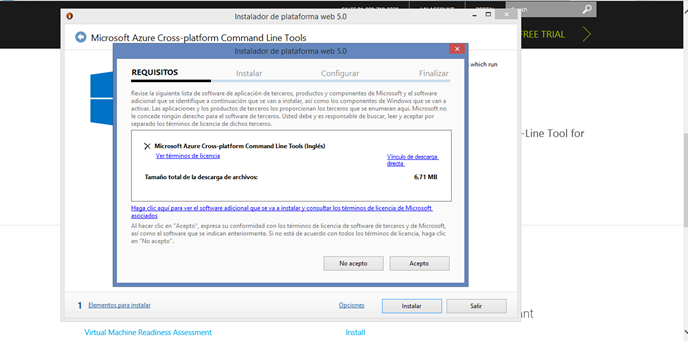 Search
Instalador de plataforma web 5.0
Microsoft Azure Cross-platform Command Line Tools
FREE TRIAL
Instalador de plataforma web 5.0
which run
REQUISITOS Instalar Configurar Finalizar
Revise la siguiente lista de software de aplicación de terceros, productos y componentes de Microsoft y el software
adicional que se identifique a continuación que se van a instalar, así como los componentes de Windows que se van a
activar. Las aplicaciones y los productos de terceros los proporcionan los terceros que se enumeran aquí. Microsoft no
le concede ningún derecho para el software de terceros. Usted debe y es responsable de buscar, leer y aceptar por
separado los términos de licencia de dichos terceros.
-Line Tool for
Microsoft Azure Cross-platform Command Line Tools (Inglés)
Ver términos de licencia
Vínculo de descarga
directa
Tamaño total de la descarga de archivos: 6,71 MB
Haga clic aquí para ver el software adicional que se va a instalar y consultar los términos de licencia de Microsoft
asociados
Al hacer clic en "Acepto", expresa su conformidad con los términos de licencia de software de terceros y de Microsoft,
así como el software que se indican anteriormente. Si no está de acuerdo con todos los términos de licencia, haga clic
en "No acepto".
No acepto Acepto
1 Elementos para instalar Opciones Instalar Salir
ant
Virtual Machine Readiness Assessment Install